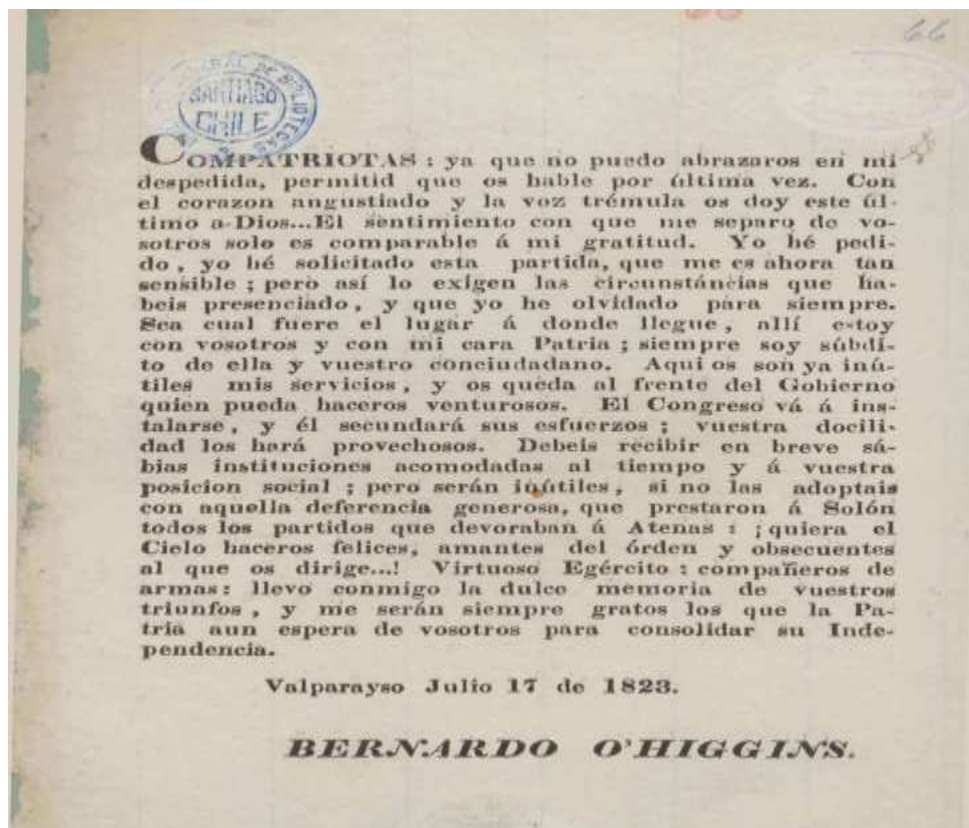 66
SANTIAGO
CHILE
COMPATRIOTAS : ya que no puedo abrazaros en mi
despedida, permitid que os hable por última vez. Con
el corazon angustiado y la voz trémula os doy este úl-
timo a-Dios...El sentimiento con que me separo de vo-
sotros solo es comparable á mi gratitud. Yo hé pedi-
do, yo hé solicitado esta partida, que me es ahora tan
sensible ; pero así lo exigen las circunstáncias que ha-
beis presenciado, y que yo he olvidado para siempre.
Sea cual fuere el lugar á donde llegue, allí estoy
con vosotros y con mi cara Patria ; siempre soy súbdi-
to de ella y vuestro conciudadano. Aqui os son ya inú-
tiles mis servicios, y os queda al frente del Gobierno
quien pueda haceros venturosos. El Congreso vá á ins-
talarse, y él secundará sus esfuerzos ; vuestra docili-
dad los hará provechosos. Debeis recibir en breve sá-
bias instituciones acomodadas al tiempo y á vuestra
posicion social ; pero serán inútiles, si no las adoptais
con aquella deferencia generosa, que prestaron á Solón
todos los partidos que devoraban á Atenas : ¡quiera el
Cielo haceros felices, amantes del órden y obsecuentes
al que os dirige...! Virtuoso Egército : compañeros de
armas: llevo conmigo la dulce memoria de vuestros
triunfos, y me serán siempre gratos los que la Pa-
tria aun espera de vosotros para consolidar su Inde-
pendencia.
Valparayso Julio 17 de 1823.
BERNARDO O'HIGGINS.